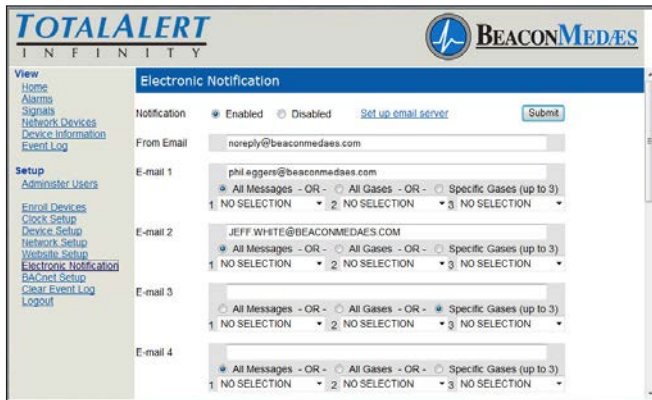 TOTALALERT
INFINITY
BEACONMEDÆS
View
Home
Alarms
Signals
Network Devices
Device Information
Event Log
Setup
Administer Users
Enroll Devices
Clock Setup
Device Setup
Network Setup
Website Setup
Electronic Notification
BACnet Setup
Clear Event Log
Logout
Electronic Notification
Notification Enabled Disabled Set up email server Submit
From Email noreply@beaconmedaes.com
E-mail 1 phil.eggers@beaconmedaes.com
All Messages - OR - All Gases - OR - Specific Gases (up to 3)
1 NO SELECTION 2 NO SELECTION 3 NO SELECTION
E-mail 2 JEFF.WHITE@BEACONMEDAES.COM
All Messages - OR - All Gases - OR - Specific Gases (up to 3)
1 NO SELECTION 2 NO SELECTION 3 NO SELECTION
E-mail 3
All Messages - OR - All Gases - OR - Specific Gases (up to 3)
1 NO SELECTION 2 NO SELECTION 3 NO SELECTION
E-mail 4
All Messages - OR - All Gases - OR - Specific Gases (up to 3)
1 NO SELECTION 2 NO SELECTION 3 NO SELECTION